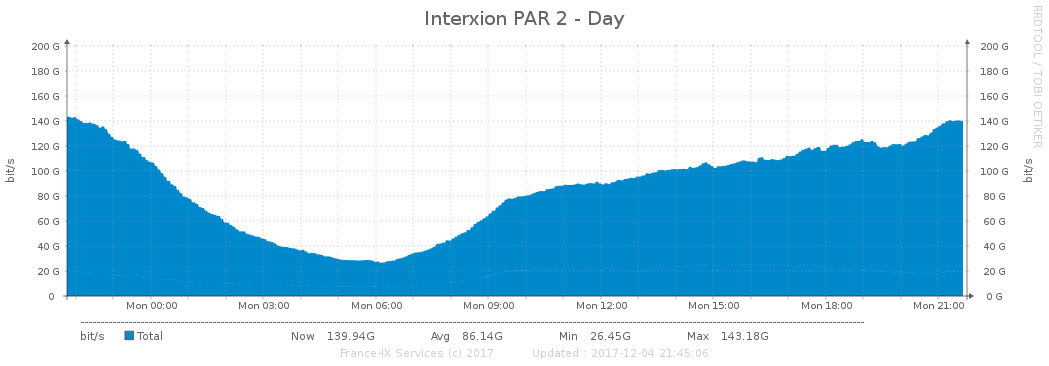 Interxion PAR 2 - Day
RRDTOOL / TOBI OETIKER
bit/s
bit/s
200 G 200 G
180 G 180 G
160 G 160 G
140 G 140 G
120 G 120 G
100 G 100 G
80 G 80 G
60 G 60 G
40 G 40 G
20 G 20 G
0 0 G
Mon 00:00 Mon 03:00 Mon 06:00 Mon 09:00 Mon 12:00 Mon 15:00 Mon 18:00 Mon 21:00
bit/s Total Now 139.94G Avg 86.14G Min 26.45G Max 143.18G
France-IX Services (c) 2017 Updated : 2017-12-04 21:45:06